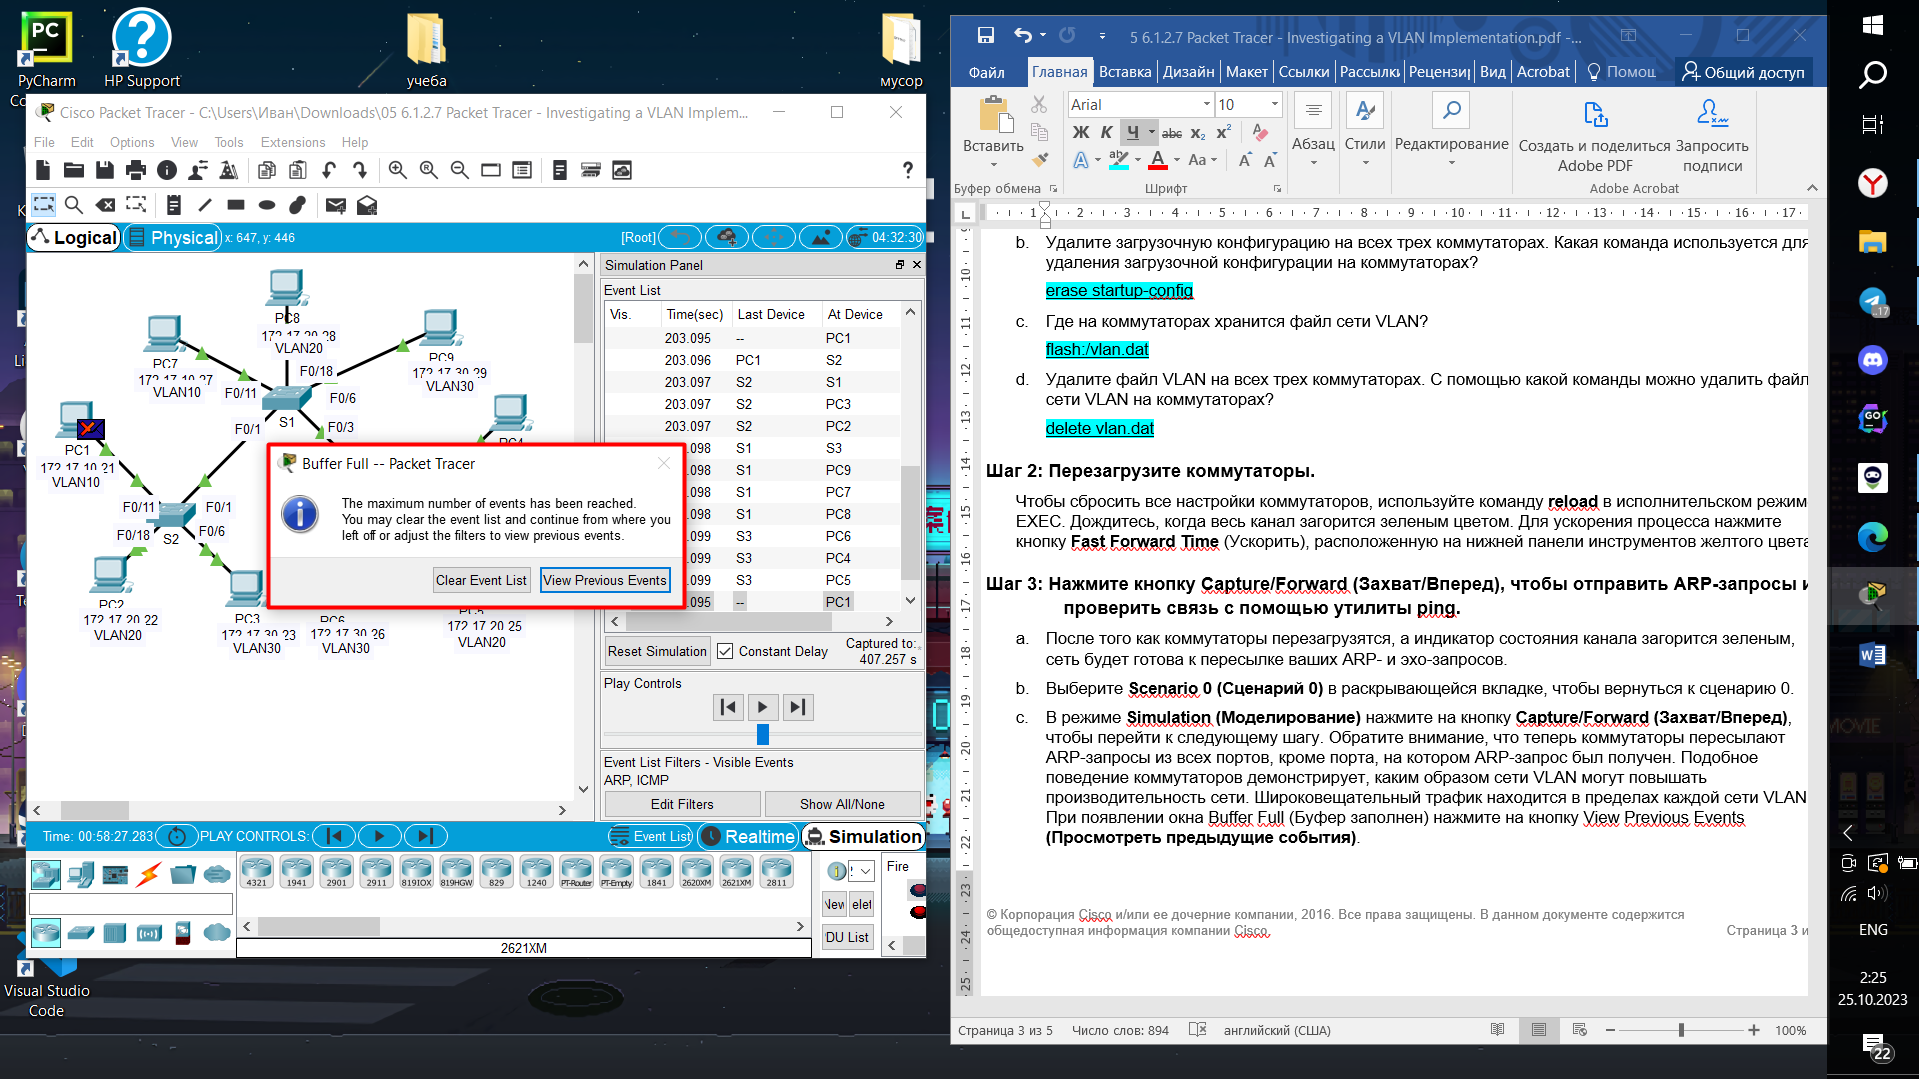 PyCharm
HP Support
учеба
мусор
Cisco Packet Tracer - C:\Users\Иван\Downloads\05 6.1.2.7 Packet Tracer - Investigating a VLAN Implem...
File Edit Options View Tools Extensions Help
Logical
Physical
x: 647, y: 446
[Root]
04:32:30
PC8
172.17.20.28
VLAN20
PC7
172.17.10.27
VLAN10
PC9
172.17.30.29
VLAN30
F0/18
F0/11
F0/6
S1
F0/1
F0/3
PC4
PC1
172.17.10.21
VLAN10
F0/11
F0/1
F0/18
S2
F0/6
PC2
172.17.20.22
VLAN20
PC3
172.17.30.23
VLAN30
PC6
172.17.30.26
VLAN30
PC5
172.17.20.25
VLAN20
Buffer Full -- Packet Tracer
The maximum number of events has been reached.
You may clear the event list and continue from where you
left off or adjust the filters to view previous events.
Clear Event List
View Previous Events
Simulation Panel
Event List
Vis. Time(sec) Last Device At Device
203.095 -- PC1
203.096 PC1 S2
203.097 S2 S1
203.097 S2 PC3
203.097 S2 PC2
.098 S1 S3
.098 S1 PC9
.098 S1 PC7
.098 S1 PC8
.099 S3 PC6
.099 S3 PC4
.099 S3 PC5
.095 -- PC1
Reset Simulation
Constant Delay
Captured to:
407.257 s
Play Controls
Event List Filters - Visible Events
ARP, ICMP
Edit Filters
Show All/None
Time: 00:58:27.283
PLAY CONTROLS:
Event List
Realtime
Simulation
4321 1941 2901 2911 819IOX 819HGW 829 1240 PT-Router PT-Empty 1841 2620XM 2621XM 2811
Fire
DU List
2621XM
Visual Studio
Code
5 6.1.2.7 Packet Tracer - Investigating a VLAN Implementation.pdf -...
Файл Главная Вставка Дизайн Макет Ссылки Рассылки Рецензир Вид Acrobat Помощ Общий доступ
Вставить
Arial 10
Ж К Ч abc x₂ x²
Aa
Абзац
Стили
Редактирование
Создать и поделиться
Adobe PDF
Запросить
подписи
Буфер обмена
Шрифт
Adobe Acrobat
1 2 3 4 5 6 7 8 9 10 11 12 13 14 15 16 17
b. Удалите загрузочную конфигурацию на всех трех коммутаторах. Какая команда используется для
удаления загрузочной конфигурации на коммутаторах?
erase startup-config
c. Где на коммутаторах хранится файл сети VLAN?
flash:/vlan.dat
d. Удалите файл VLAN на всех трех коммутаторах. С помощью какой команды можно удалить файл
сети VLAN на коммутаторах?
delete vlan.dat
Шаг 2: Перезагрузите коммутаторы.
Чтобы сбросить все настройки коммутаторов, используйте команду reload в исполнительском режиме
EXEC. Дождитесь, когда весь канал загорится зеленым цветом. Для ускорения процесса нажмите
кнопку Fast Forward Time (Ускорить), расположенную на нижней панели инструментов желтого цвета
Шаг 3: Нажмите кнопку Capture/Forward (Захват/Вперед), чтобы отправить ARP-запросы и
проверить связь с помощью утилиты ping.
a. После того как коммутаторы перезагрузятся, а индикатор состояния канала загорится зеленым,
сеть будет готова к пересылке ваших ARP- и эхо-запросов.
b. Выберите Scenario 0 (Сценарий 0) в раскрывающейся вкладке, чтобы вернуться к сценарию 0.
c. В режиме Simulation (Моделирование) нажмите на кнопку Capture/Forward (Захват/Вперед),
чтобы перейти к следующему шагу. Обратите внимание, что теперь коммутаторы пересылают
ARP-запросы из всех портов, кроме порта, на котором ARP-запрос был получен. Подобное
поведение коммутаторов демонстрирует, каким образом сети VLAN могут повышать
производительность сети. Широковещательный трафик находится в пределах каждой сети VLAN
При появлении окна Buffer Full (Буфер заполнен) нажмите на кнопку View Previous Events
(Просмотреть предыдущие события).
© Корпорация Cisco и/или ее дочерние компании, 2016. Все права защищены. В данном документе содержится
общедоступная информация компании Cisco.
Страница 3 и
Страница 3 из 5
Число слов: 894
английский (США)
100%
17
ENG
2:25
25.10.2023
22